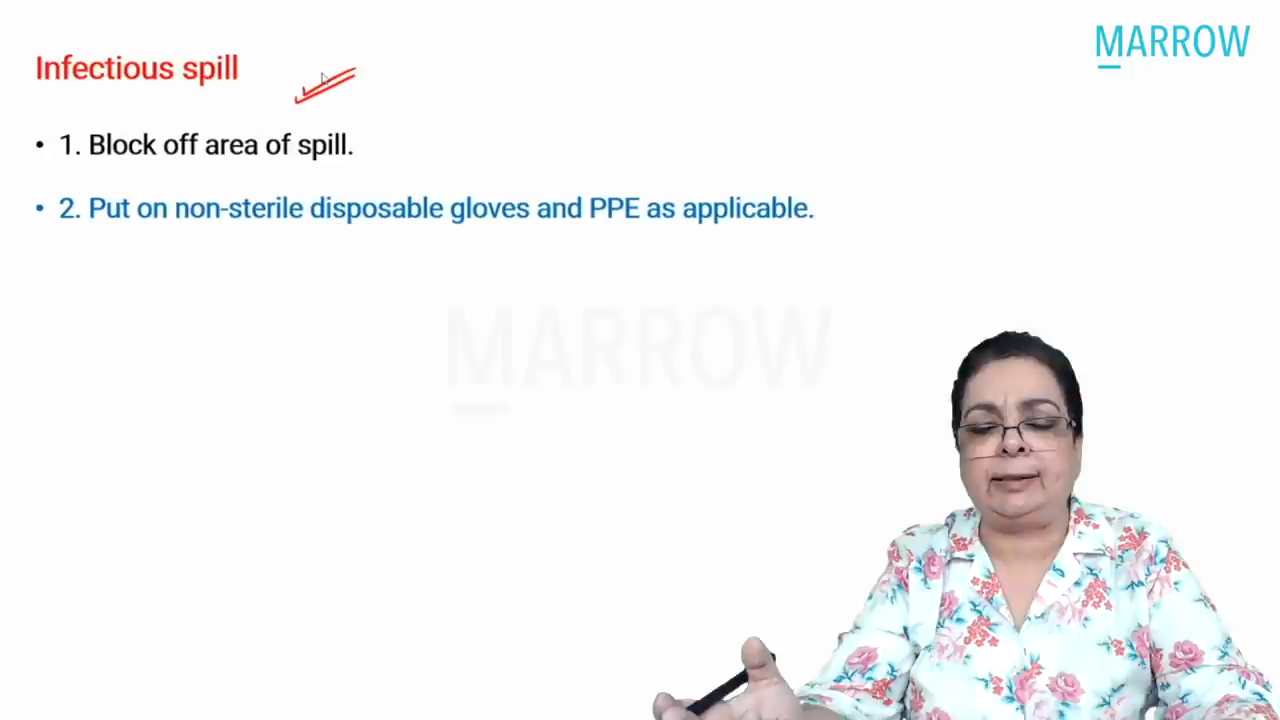 MARROW
Infectious spill
• 1. Block off area of spill.
• 2. Put on non-sterile disposable gloves and PPE as applicable.
MARROW